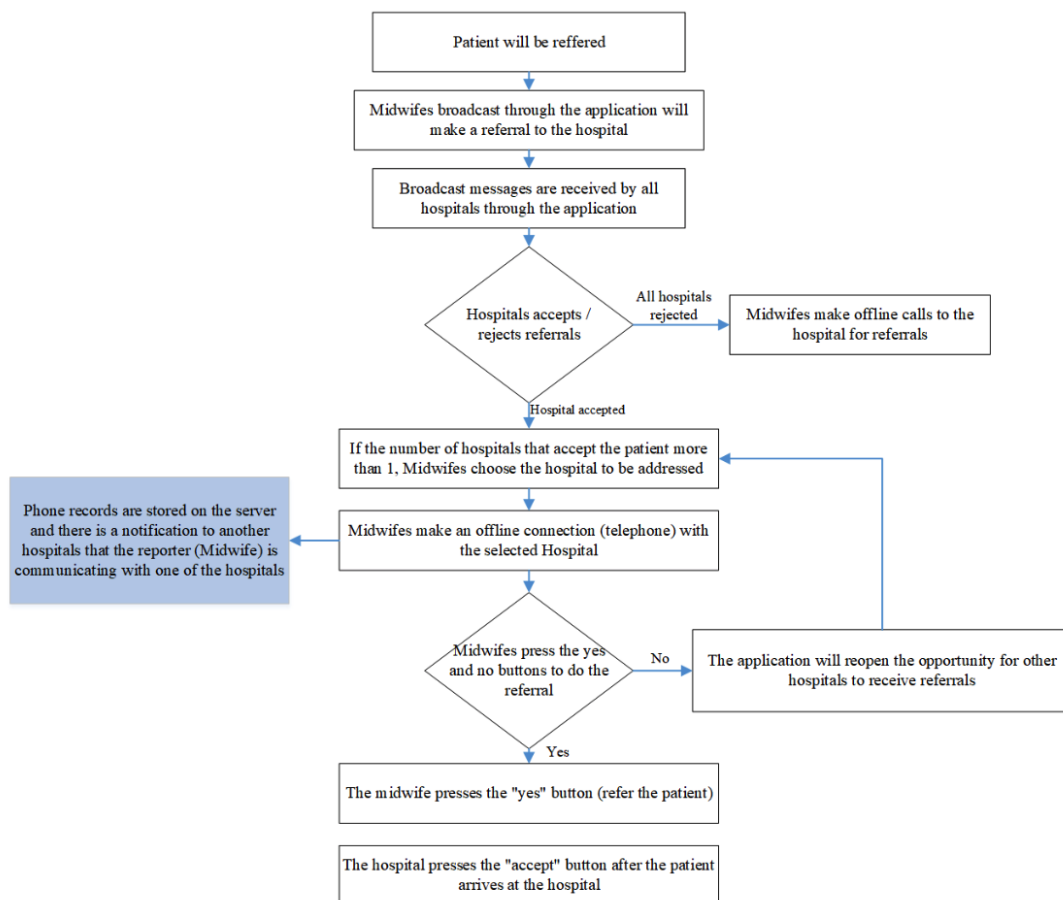 Patient will be reffered
Midwifes broadcast through the application will
make a referral to the hospital
Broadcast messages are received by all
hospitals through the application
Hospitals accepts /
rejects referrals
All hospitals
rejected
Midwifes make offline calls to the
hospital for referrals
Hospital accepted
If the number of hospitals that accept the patient more
than 1, Midwifes choose the hospital to be addressed
Phone records are stored on the server
and there is a notification to another
hospitals that the reporter (Midwife) is
communicating with one of the hospitals
Midwifes make an offline connection (telephone) with
the selected Hospital
Midwifes press the yes
and no buttons to do the
referral
No
The application will reopen the opportunity for other
hospitals to receive referrals
Yes
The midwife presses the "yes" button (refer the patient)
The hospital presses the "accept" button after the patient
arrives at the hospital